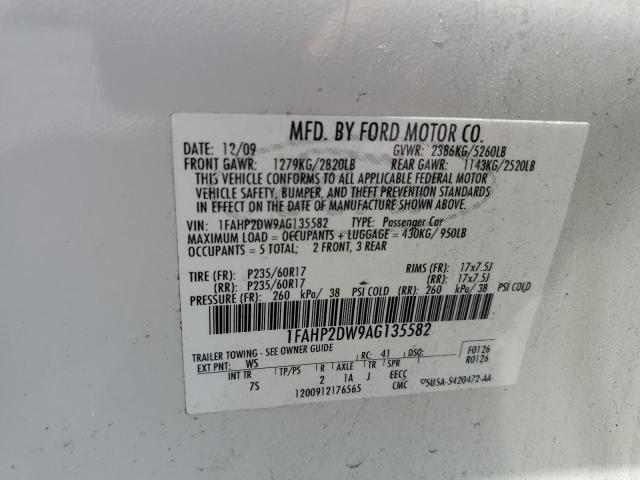 MFD. BY FORD MOTOR CO.
DATE: 12/09 GVWR: 2386KG/5260LB
FRONT GAWR: 1279KG/2820LB REAR GAWR: 1143KG/2520LB
THIS VEHICLE CONFORMS TO ALL APPLICABLE FEDERAL MOTOR
VEHICLE SAFETY, BUMPER, AND THEFT PREVENTION STANDARDS
IN EFFECT ON THE DATE OF MANUFACTURE SHOWN ABOVE.
VIN: 1FAHP2DW9AG135582 TYPE: Passenger Car
MAXIMUM LOAD = OCCUPANTS + LUGGAGE = 430KG/ 950LB
OCCUPANTS = 5 TOTAL; 2 FRONT, 3 REAR
TIRE (FR): P235/60R17 RIMS (FR): 17x7.5J
(RR): P235/60R17 (RR): 17x7.5J
PRESSURE (FR): 260 kPa/ 38 PSI COLD (RR): 260 kPa/ 38 PSI COLD
1FAHP2DW9AG135582
TRAILER TOWING - SEE OWNER GUIDE
EXT PNT: WS RC: 41 DSO: F0126
R0126
INT TR TP/PS R AXLE TR SPR
7S 2 1A J EECC
1200912176565 CMC